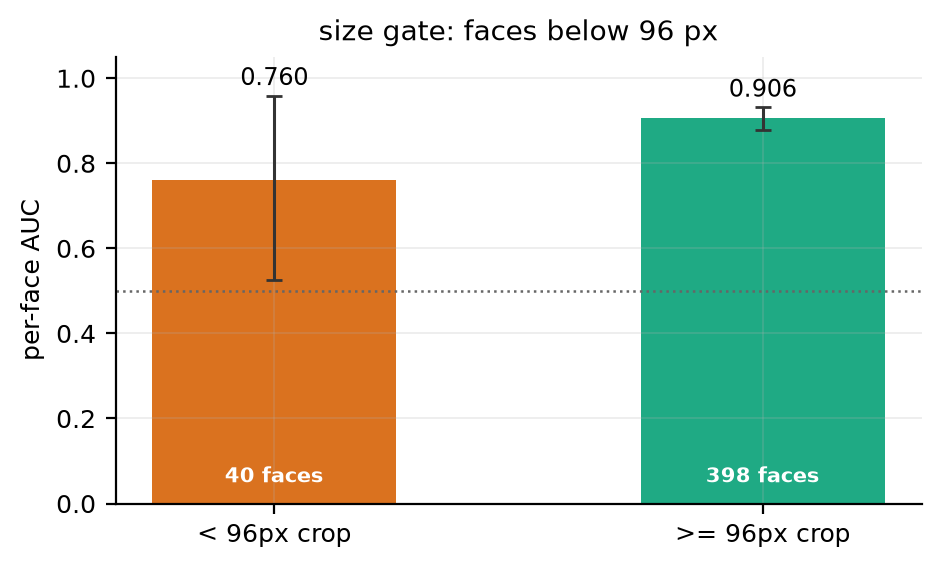 size gate: faces below 96 px
per-face AUC
1.0
0.8
0.6
0.4
0.2
0.0
0.760
0.906
40 faces
398 faces
< 96px crop
>= 96px crop